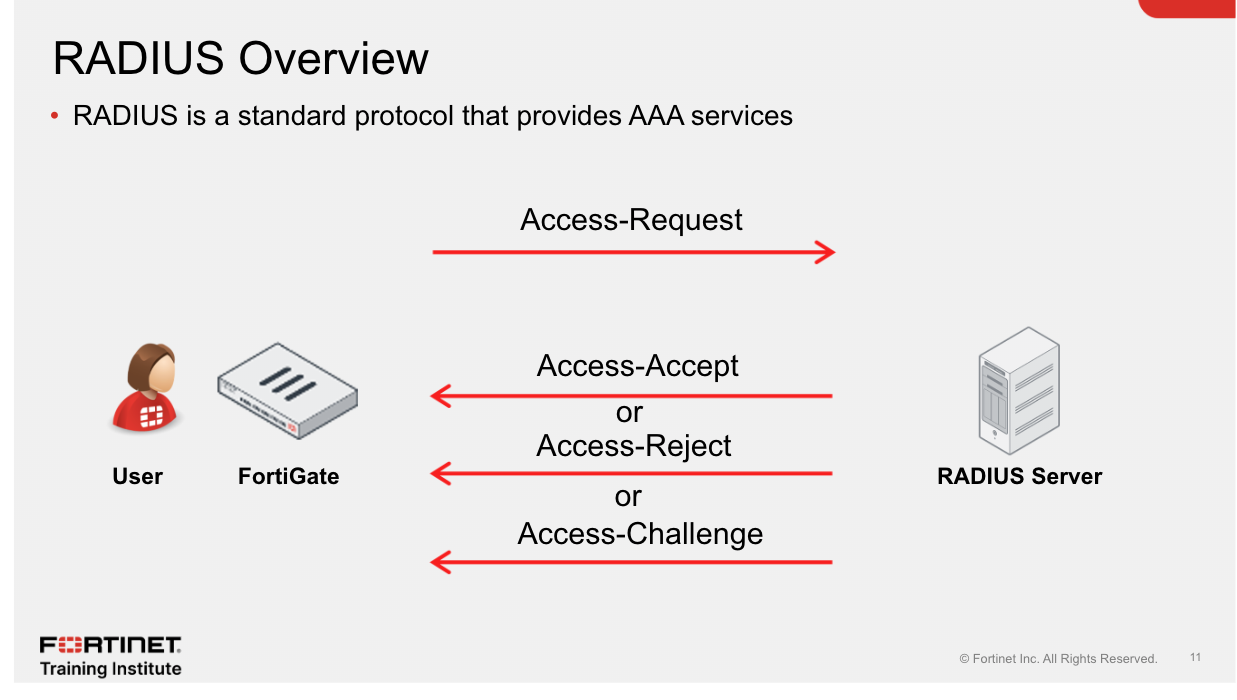 RADIUS Overview
• RADIUS is a standard protocol that provides AAA services
Access-Request
Access-Accept
or
Access-Reject
or
Access-Challenge
User
FortiGate
RADIUS Server
FORTINET
Training Institute
© Fortinet Inc. All Rights Reserved.
11